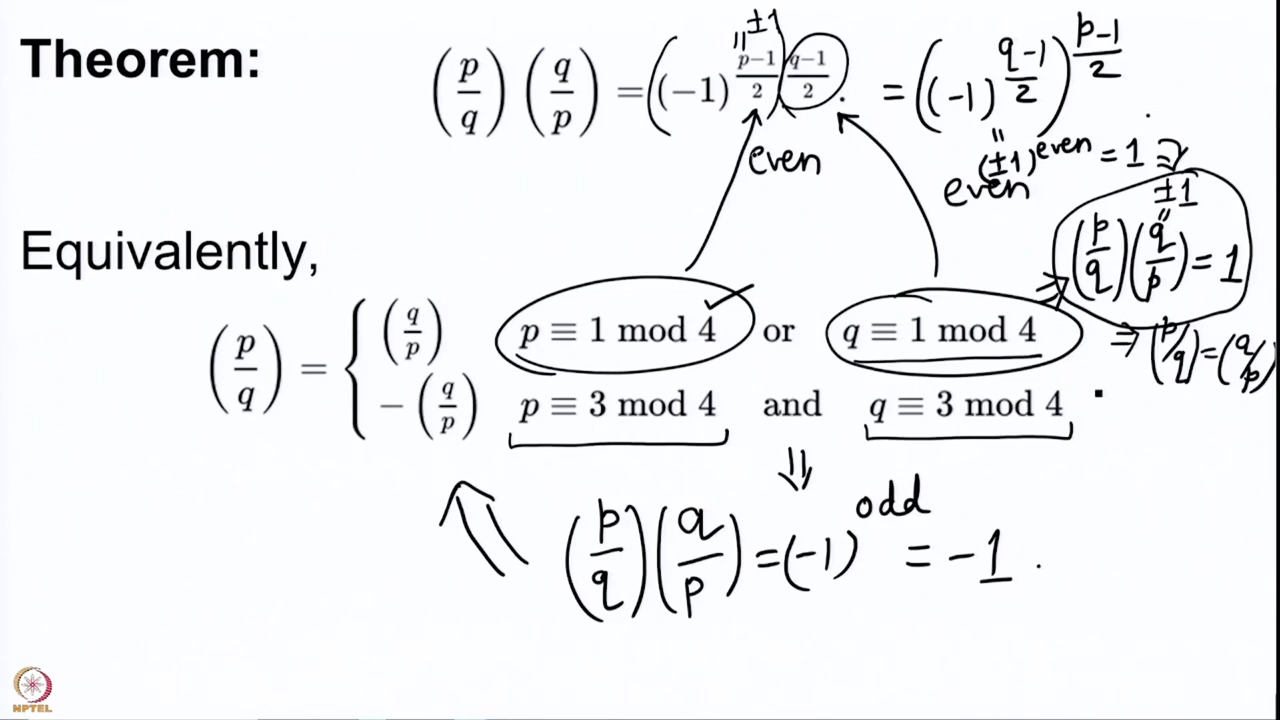 Theorem:
(p/q)(q/p) = ((-1)^{(p-1)/2})^{(q-1)/2}. = ((-1)^{(q-1)/2})^{(p-1)/2}
" ±1
even
"
(±1)^{even} = 1 ⇒
even
±1
"
(p/q)(q/p) = 1
Equivalently,
(p/q) = { (q/p) p ≡ 1 mod 4 or q ≡ 1 mod 4 ⇒
⇒ (p/q) = (q/p)
-(q/p) p ≡ 3 mod 4 and q ≡ 3 mod 4 .
⇓
(p/q)(q/p) = (-1)^{odd} = -1.
NPTEL